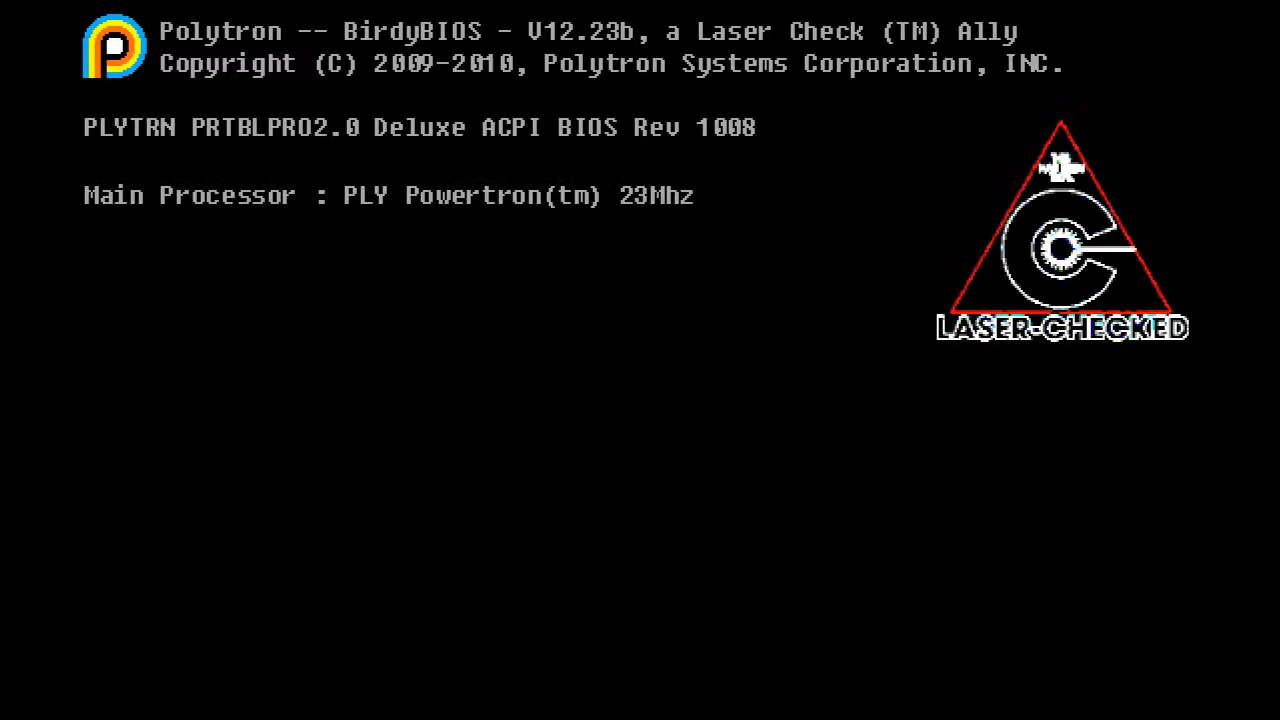 Polytron -- BirdyBIOS - V12.23b, a Laser Check (TM) Ally
Copyright (C) 2009-2010, Polytron Systems Corporation, INC.
PLYTRN PRTBLPRO2.0 Deluxe ACPI BIOS Rev 1008
Main Processor : PLY Powertron(tm) 23Mhz
LASER-CHECKED